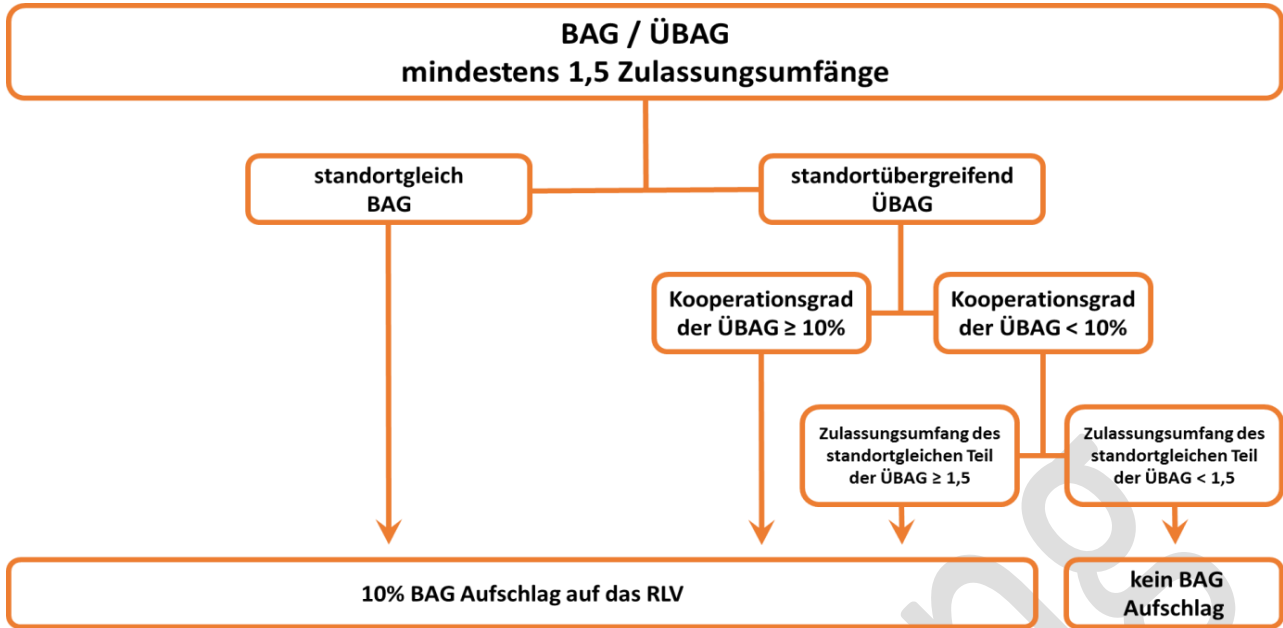 BAG / ÜBAG
mindestens 1,5 Zulassungsumfänge
standortgleich
BAG
standortübergreifend
ÜBAG
Kooperationsgrad
der ÜBAG ≥ 10%
Kooperationsgrad
der ÜBAG < 10%
Zulassungsumfang des
standortgleichen Teil
der ÜBAG ≥ 1,5
Zulassungsumfang des
standortgleichen Teil
der ÜBAG < 1,5
10% BAG Aufschlag auf das RLV
kein BAG
Aufschlag